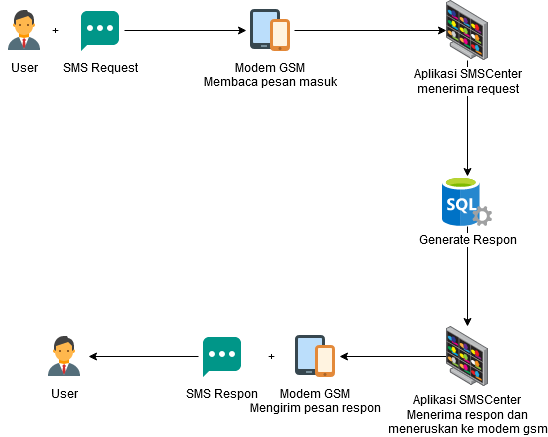 +
User
SMS Request
Modem GSM
Membaca pesan masuk
Aplikasi SMSCenter
menerima request
SQL
Generate Respon
+
User
SMS Respon
Modem GSM
Mengirim pesan respon
Aplikasi SMSCenter
Menerima respon dan
meneruskan ke modem gsm